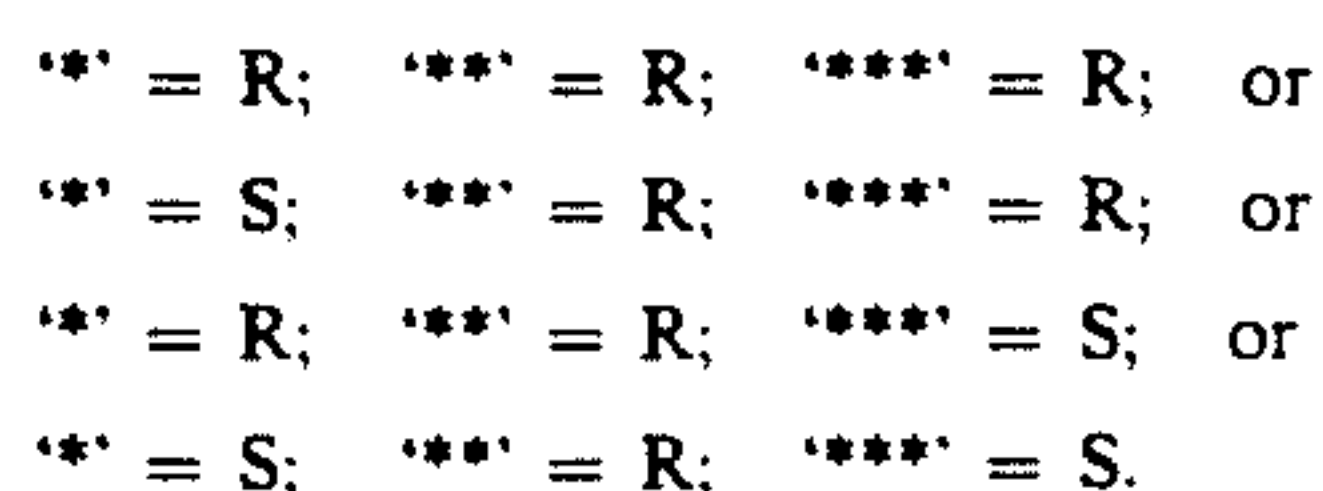 ‘*’ = R; ‘**’ = R; ‘***’ = R; or
‘*’ = S; ‘**’ = R; ‘***’ = R; or
‘*’ = R; ‘**’ = R; ‘***’ = S; or
‘*’ = S; ‘**’ = R; ‘***’ = S.